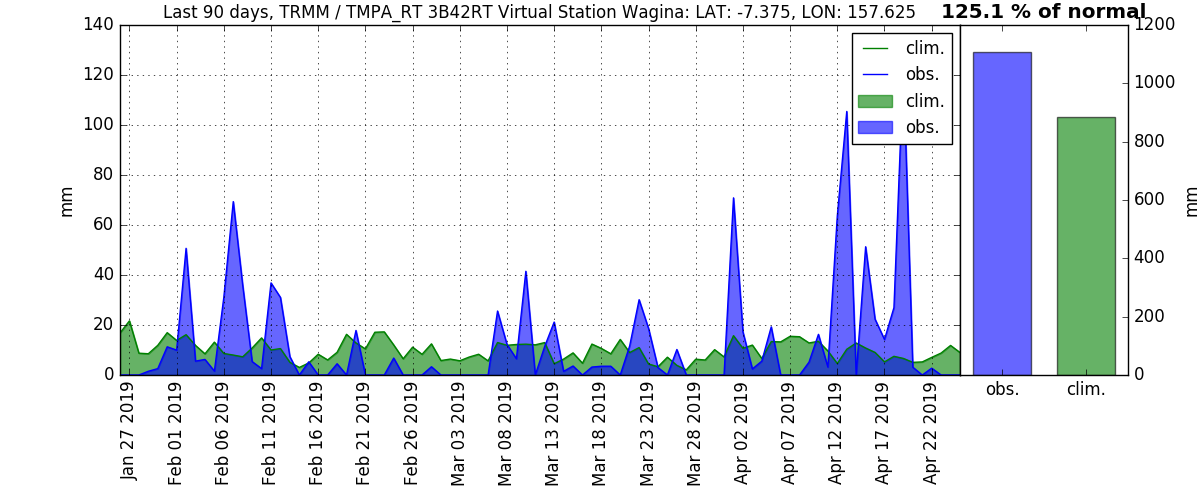 Last 90 days, TRMM / TMPA_RT 3B42RT Virtual Station Wagina: LAT: -7.375, LON: 157.625
125.1 % of normal
140
120
100
80
60
40
20
0
mm
clim.
obs.
clim.
obs.
Jan 27 2019
Feb 01 2019
Feb 06 2019
Feb 11 2019
Feb 16 2019
Feb 21 2019
Feb 26 2019
Mar 03 2019
Mar 08 2019
Mar 13 2019
Mar 18 2019
Mar 23 2019
Mar 28 2019
Apr 02 2019
Apr 07 2019
Apr 12 2019
Apr 17 2019
Apr 22 2019
1200
1000
800
600
400
200
0
mm
obs.
clim.